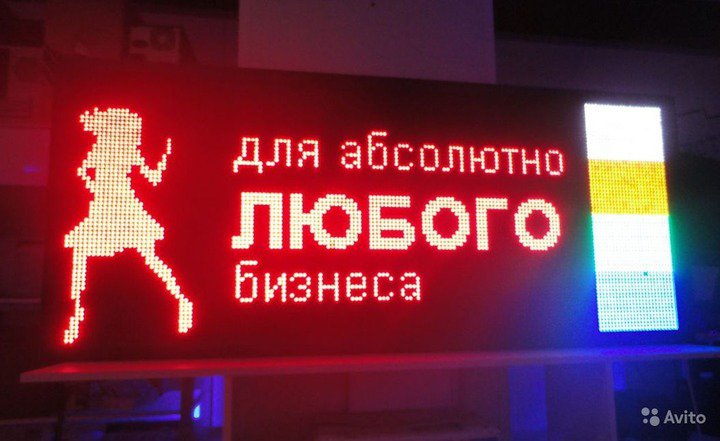 для абсолютно
ЛЮБОГО
бизнеса
Avito